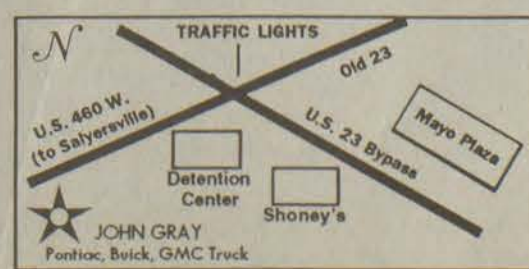 N
TRAFFIC LIGHTS
Old 23
U.S. 460 W.
(to Salyersville)
U.S. 23 Bypass
Mayo Plaza
Detention
Center
Shoney's
JOHN GRAY
Pontiac, Buick, GMC Truck